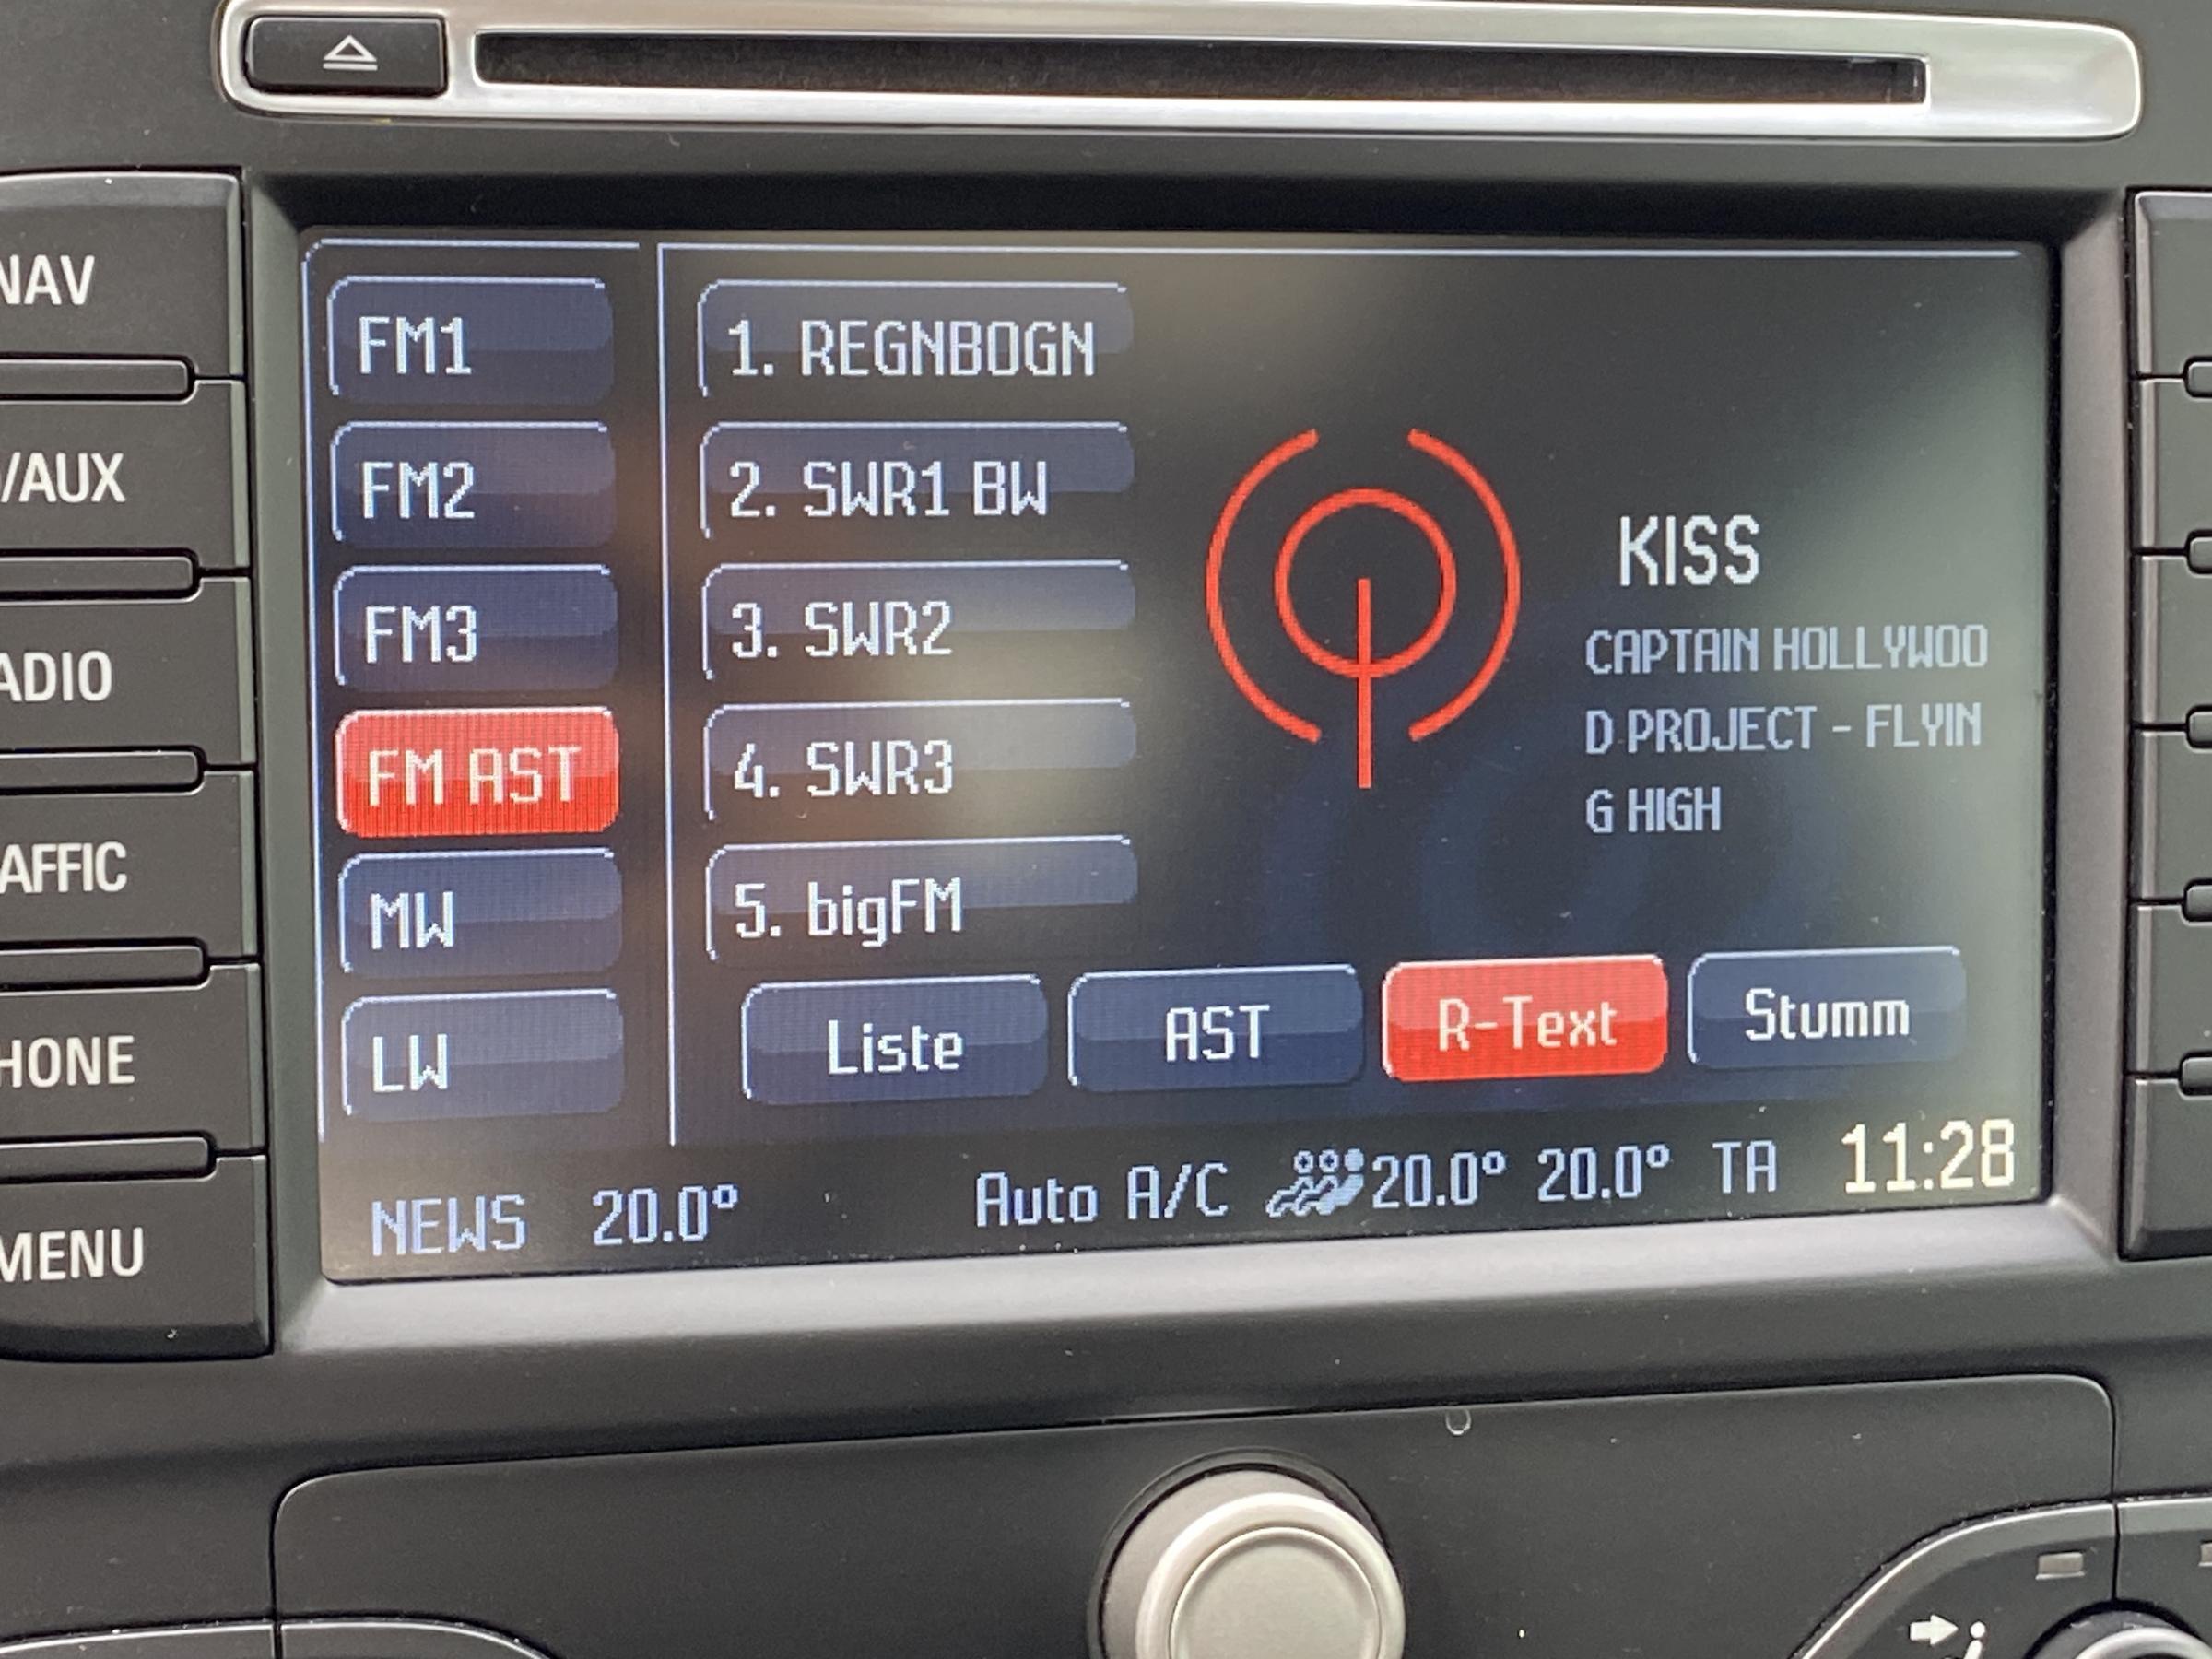 NAV
/AUX
ADIO
AFFIC
HONE
MENU
FM1
FM2
FM3
FM AST
MW
LW
1. REGNBOGN
2. SWR1 BW
3. SWR2
4. SWR3
5. bigFM
KISS
CAPTAIN HOLLYWOO
D PROJECT - FLYIN
G HIGH
Liste AST R-Text Stumm
NEWS 20.0° Auto A/C 20.0° 20.0° TA 11:28